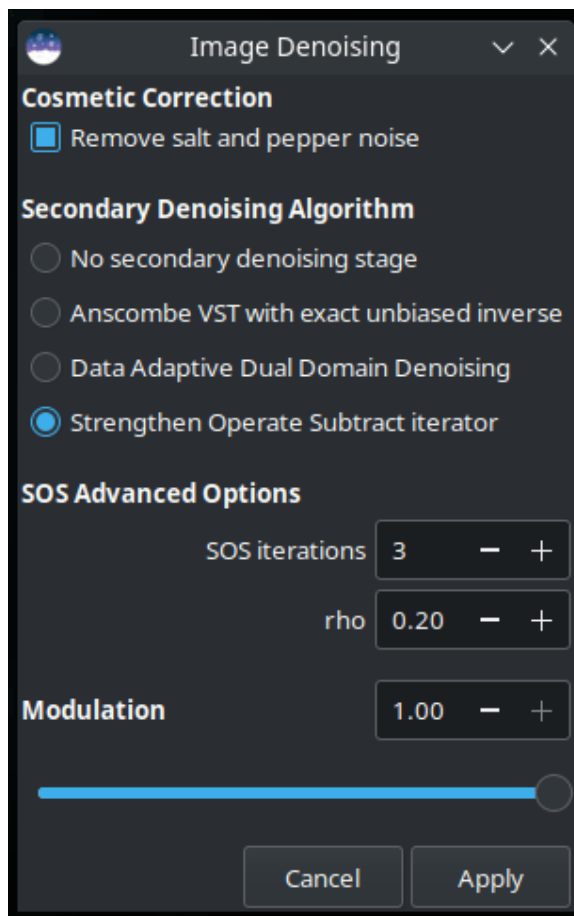 Image Denoising
Cosmetic Correction
Remove salt and pepper noise
Secondary Denoising Algorithm
No secondary denoising stage
Anscombe VST with exact unbiased inverse
Data Adaptive Dual Domain Denoising
Strengthen Operate Subtract iterator
SOS Advanced Options
SOS iterations 3 − +
rho 0.20 − +
Modulation 1.00 − +
Cancel Apply